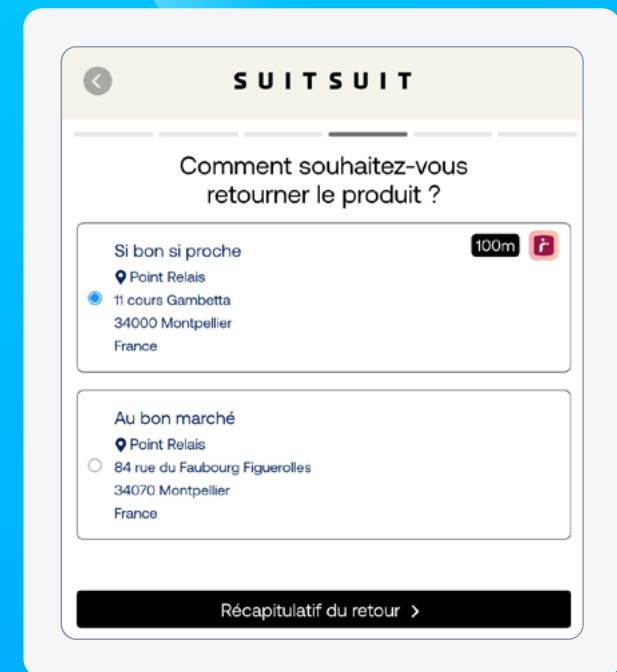 SUITSUIT
Comment souhaitez-vous
retourner le produit ?
Si bon si proche
100m
Point Relais
11 cours Gambetta
34000 Montpellier
France
Au bon marché
Point Relais
84 rue du Faubourg Figuerolles
34070 Montpellier
France
Récapitulatif du retour